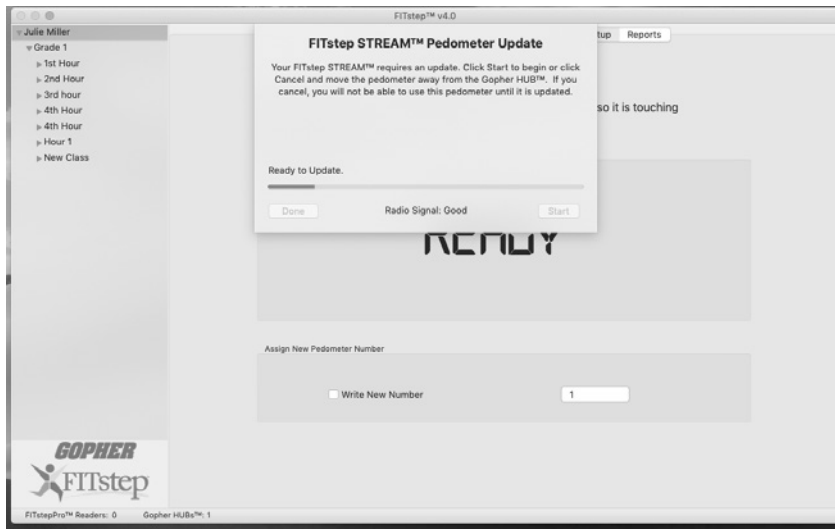 FITstep™ v4.0
Julie Miller
Grade 1
1st Hour
2nd Hour
3rd hour
4th Hour
4th Hour
Hour 1
New Class
tup Reports
FITstep STREAM™ Pedometer Update
Your FITstep STREAM™ requires an update. Click Start to begin or click
Cancel and move the pedometer away from the Gopher HUB™. If you
cancel, you will not be able to use this pedometer until it is updated.
so it is touching
Ready to Update.
Done
Radio Signal: Good
Start
READY
Assign New Pedometer Number
Write New Number
1
GOPHER
FITstep
FITstepPro™ Readers: 0 Gopher HUBs™: 1